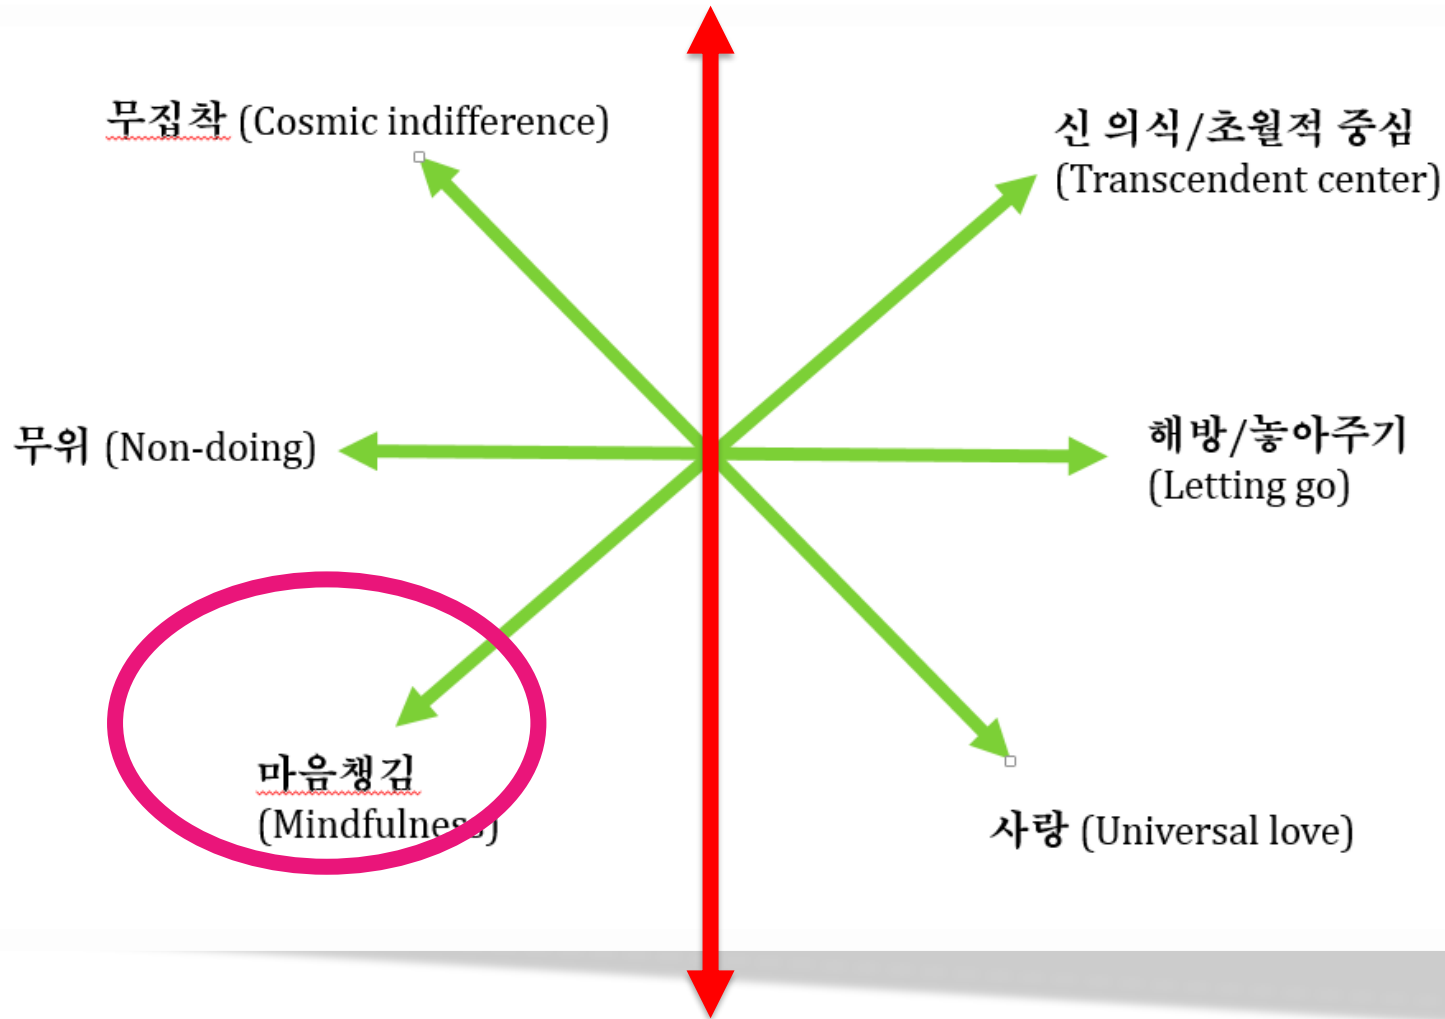 무집착 (Cosmic indifference)
신 의식/초월적 중심
(Transcendent center)
무위 (Non-doing)
해방/놓아주기
(Letting go)
마음챙김
(Mindfulness)
사랑 (Universal love)